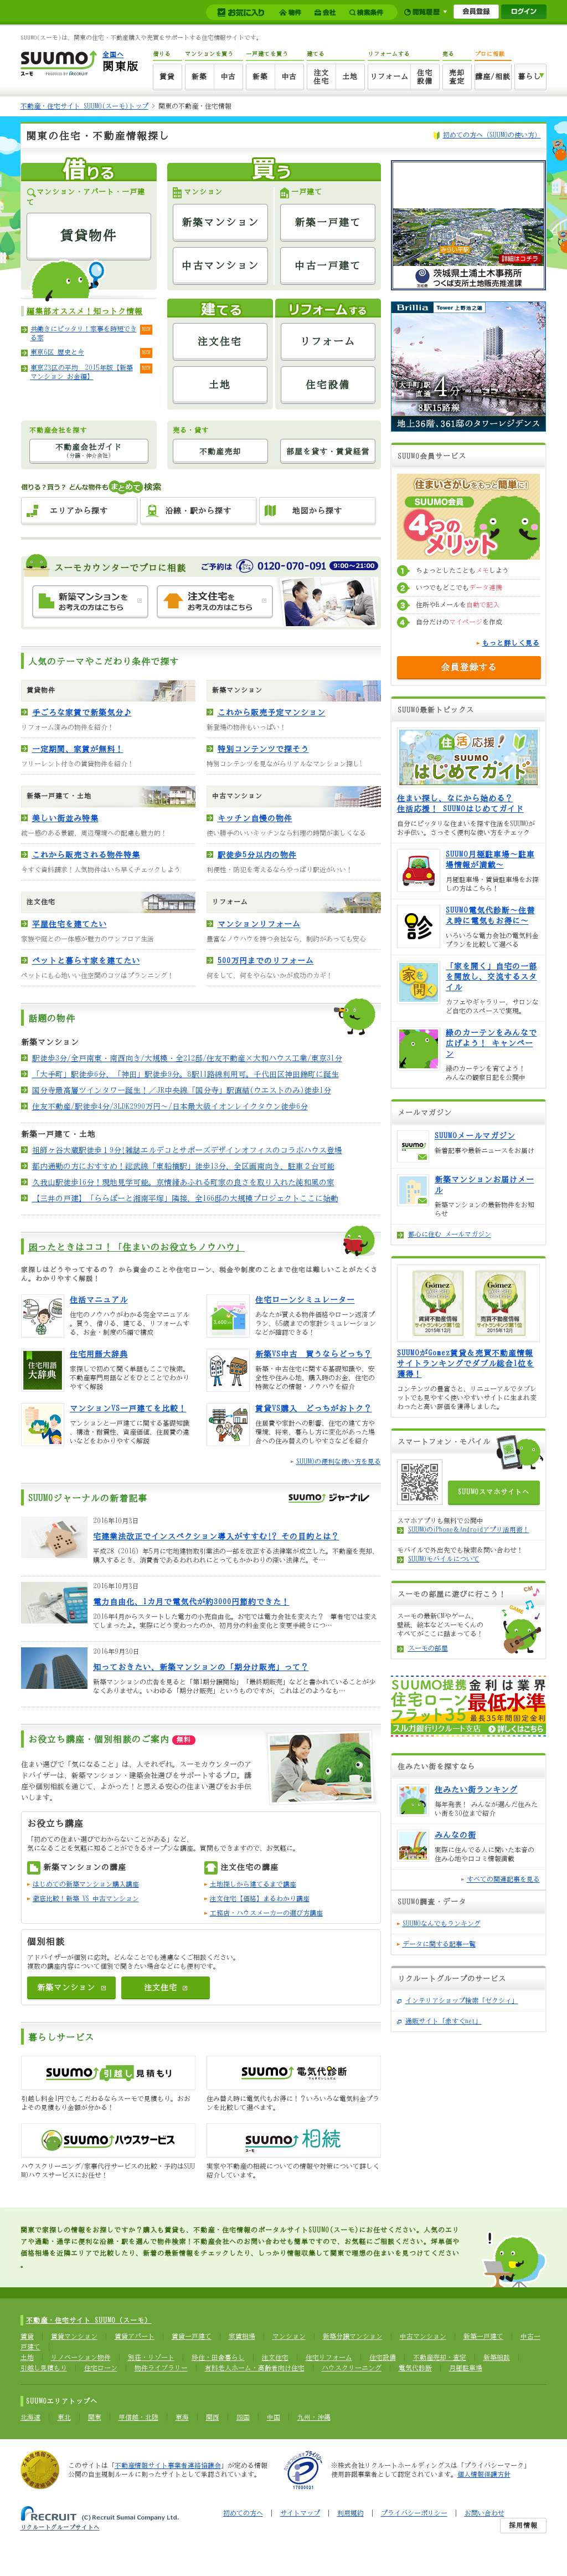 お気に入り 物件 会社 検索条件 閲覧履歴 会員登録 ログイン
SUUMO(スーモ)は、関東の住宅・不動産購入や売買をサポートする住宅情報サイトです。
SUUMO スーモ 全国へ 関東版
借りる マンションを買う 一戸建てを買う 建てる リフォームする 売る プロに相談
賃貸 新築 中古 新築 中古 注文住宅 土地 リフォーム 住宅設備 売却査定 講座/相談 暮らし
不動産・住宅サイト SUUMO(スーモ)トップ > 関東の不動産・住宅情報
関東の住宅・不動産情報探し
初めての方へ（SUUMOの使い方）
借りる
マンション・アパート・一戸建て
賃貸物件
買う
マンション 一戸建て
新築マンション 新築一戸建て
中古マンション 中古一戸建て
編集部オススメ！知っトク情報
共働きにピッタリ！家事を時短できる家
東京6区 歴史と今
東京23区の平均 2015年版【新築マンション お金編】
建てる リフォームする
注文住宅 リフォーム
土地 住宅設備
不動産会社を探す
不動産会社ガイド
（分譲・仲介会社）
売る・貸す
不動産売却 部屋を貸す・賃貸経営
借りる？買う？ どんな物件もまとめて検索
エリアから探す 沿線・駅から探す 地図から探す
スーモカウンターでプロに相談 ご予約は 0120-070-091 9:00～21:00
新築マンションをお考えの方はこちら
注文住宅をお考えの方はこちら
人気のテーマやこだわり条件で探す
賃貸物件
手ごろな家賃で新築気分♪
リフォーム済みの物件を紹介！
一定期間、家賃が無料！
フリーレント付きの賃貸物件を紹介！
新築マンション
これから販売予定マンション
新登場の物件もいっぱい！
特別コンテンツで探そう
特別コンテンツを見ながらリアルなマンション探し！
新築一戸建て・土地
美しい街並み特集
統一感のある景観、周辺環境への配慮も魅力的！
これから販売される物件特集
今すぐ資料請求！人気物件はいち早くチェックしよう
中古マンション
キッチン自慢の物件
使い勝手のいいキッチンなら料理の時間が楽しくなる
駅徒歩5分以内の物件
利便性・防犯を考えるならやっぱり駅近がいい！
注文住宅
平屋住宅を建てたい
家族や庭との一体感が魅力のワンフロア生活
ペットと暮らす家を建てたい
ペットにも心地いい住空間のコツはプランニング！
リフォーム
マンションリフォーム
豊富なノウハウを持つ会社なら、制約があっても安心
500万円までのリフォーム
何をして、何をやらないかが成功のカギ！
話題の物件
新築マンション
駅徒歩3分/全戸南東・南西向き/大規模・全212邸/住友不動産×大和ハウス工業/東京31分
「大手町」駅徒歩6分、「神田」駅徒歩9分。8駅11路線利用可。千代田区神田錦町に誕生
国分寺最高層ツインタワー誕生！／JR中央線「国分寺」駅直結(ウエストのみ)徒歩1分
住友不動産/駅徒歩4分/3LDK2990万円～/日本最大級イオンレイクタウン徒歩6分
新築一戸建て・土地
祖師ヶ谷大蔵駅徒歩19分!雑誌エルデコとサポーズデザインオフィスのコラボハウス登場
都内通勤の方におすすめ！総武線「東船橋駅」徒歩13分、全区画南向き、駐車２台可能
久我山駅徒歩16分！現地見学可能。京情緒あふれる町家の良さを取り入れた純和風の家
【三井の戸建】「ららぽーと湘南平塚」隣接、全166邸の大規模プロジェクトここに始動
困ったときはココ！「住まいのお役立ちノウハウ」
家探しはどうやってするの？ から資金のことや住宅ローン、税金や制度のことまで住宅は難しいことがたくさん。わかりやすく解説！
住活マニュアル
住宅のノウハウがわかる完全マニュアル。買う、借りる、建てる、リフォームする、お金・制度の5編で構成
住宅ローンシミュレーター
あなたが買える物件価格やローン返済プラン、65歳までの家計シミュレーションなどが確認できる！
住宅用語大辞典
家探しで初めて聞く単語もここで検索。不動産専門用語などをひとことでわかりやすく解説
新築VS中古 買うならどっち？
新築・中古住宅に関する基礎知識や、安全性や住み心地、購入時のお金、住宅の特徴などの情報・ノウハウを紹介
マンションVS一戸建てを比較！
マンションと一戸建てに関する基礎知識、構造・耐震性、資産価値、住居費の違いなどをわかりやすく解説
賃貸VS購入 どっちがおトク？
住居費や家計への影響、住宅の建て方や種類、将来、暮らし方に変化があった場合への住み替えのしやすさなどを紹介
SUUMOの便利な使い方を見る
SUUMOジャーナルの新着記事
SUUMOジャーナル
2016年10月5日
宅建業法改正でインスペクション導入がすすむ!? その目的とは？
平成28（2016）年5月に宅地建物取引業法の一部を改正する法律案が成立した。不動産を売却、購入するとき、消費者であるわれわれにとってもかかわりの深い法律だ。そ…
2016年10月3日
電力自由化、1カ月で電気代が約3000円節約できた！
2016年4月からスタートした電力の小売自由化。お宅では電力会社を変えた？ 筆者宅では変えてしまったよ。実際にどう変わったのか、初月分の料金変化と変更手続きにつ…
2016年9月30日
知っておきたい、新築マンションの「期分け販売」って？
新築マンションの広告を見ると「第1期分譲開始」「最終期販売」などと書かれていることが少なくありません。いわゆる「期分け販売」というものですが、これはどのようなも…
お役立ち講座・個別相談のご案内 無料
住まい選びで「気になること」は、人それぞれ。スーモカウンターのアドバイザーは、新築マンション・建築会社選びをサポートするプロ。講座や個別相談を通じて、よかった！と思える安心の住まい選びをお手伝いします。
お役立ち講座
「初めての住まい選びでわからないことがある」など、
なることを気軽に知ることができるオープンな講座。質問もできますので、お気軽に。
新築マンションの講座
はじめての新築マンション購入講座
徹底比較！新築 VS 中古マンション
注文住宅の講座
土地探しから建てるまで講座
注文住宅【価格】まるわかり講座
工務店・ハウスメーカーの選び方講座
個別相談
アドバイザーが個別に応対。どんなことでも遠慮なくご相談ください。
複数の講座内容について個別で聞きたい場合などにも便利です。
新築マンション 注文住宅
暮らしサービス
SUUMO引越し見積もり
引越し料金1円でもこだわるならスーモで見積もり。おおよその見積もり金額が分かる！
SUUMO電気代診断
住み替え時に電気代もお得に！？いろいろな電気料金プランを比較して選べます。
SUUMOハウスサービス
ハウスクリーニング/家事代行サービスの比較・予約はSUUMOハウスサービスにお任せ！
SUUMO相続
実家や不動産の相続についての情報や対策について詳しく紹介しています。
茨城県土浦土木事務所
つくば支所土地販売推進課
みらい平駅
詳細はコチラ
Brillia Tower 上野池之端
8駅15路線
地上36階、361邸のタワーレジデンス
SUUMO会員サービス
住まいさがしをもっと簡単に!
SUUMO会員 4つのメリット
1 ちょっとしたこともメモしよう
2 いつでもどこでもデータ連携
3 住所やEメールを自動で記入
4 自分だけのマイページを作成
もっと詳しく見る
会員登録する
SUUMO最新トピックス
住活応援！はじめてガイド
住まい探し、なにから始める？
住活応援！ SUUMOはじめてガイド
自分にピッタリな住まいを探す住活をSUUMOがお手伝い。さっそく便利な使い方をチェック
SUUMO月極駐車場～駐車場情報が満載～
月極駐車場・賃貸駐車場をお探しの方はこちら！
SUUMO電気代診断～住替え時に電気もお得に～
いろいろな電力会社の電気料金プランを比較して選べる
「家を開く」自宅の一部を開放し、交流するスタイル
カフェやギャラリー、サロンなど自宅のスペースで実現。
緑のカーテンをみんなで広げよう！ キャンペーン
緑のカーテンを育てよう！
みんなの観察日記を公開中
メールマガジン
SUUMOメールマガジン
新着記事や最新ニュースをお届け
新築マンションお届けメール
新築マンションの最新物件をお知らせ
都心に住む メールマガジン
Gomez 賃貸不動産情報サイトランキング第1位 2015年12月
Gomez 売買不動産情報サイトランキング第1位 2015年12月
SUUMOがGomez賃貸＆売買不動産情報サイトランキングでダブル総合1位を獲得！
コンテンツの豊富さと、リニューアルでタブレットでも見やすく使いやすいサイトに生まれ変わったと高い評価を獲得しました。
スマートフォン・モバイル
SUUMOスマホサイトへ
スマホアプリも無料で公開中
SUUMOのiPhone&Androidアプリ活用術！
モバイルで外出先でも検索＆問い合わせ！
SUUMOモバイルについて
スーモの部屋に遊びに行こう！
スーモの最新CMやゲーム、
壁紙、絵本などスーモくんの
すべてがここに詰まってる！
スーモの部屋
SUUMO提携 住宅ローン フラット35 金利は業界最低水準 最長35年間固定金利
スルガ銀行リクルート支店 詳しくはこちら
住みたい街を探すなら
住みたい街ランキング
毎年発表！ みんなが選んだ住みたい街を30位まで紹介
みんなの街
実際に住んでる人に聞いた本音の住み心地や口コミ情報満載
すべての関連記事を見る
SUUMO調査・データ
SUUMOなんでもランキング
データに関する記事一覧
リクルートグループのサービス
インテリアショップ検索「ゼクシィ」
通販サイト「赤すぐnet」
関東で家探しの情報をお探しですか？購入も賃貸も、不動産・住宅情報のポータルサイトSUUMO(スーモ)にお任せください。人気のエリアや通勤・通学に便利な沿線・駅を選んで物件検索！不動産会社へのお問い合わせも簡単ですので、お気軽にご相談ください。坪単価や価格相場を近隣エリアで比較したり、新着の最新情報をチェックしたり、しっかり情報収集して関東で理想の住まいを見つけてください。
不動産・住宅サイト SUUMO（スーモ）
賃貸 賃貸マンション 賃貸アパート 賃貸一戸建て 家賃相場 マンション 新築分譲マンション 中古マンション 新築一戸建て 中古一戸建て
土地 リノベーション物件 別荘・リゾート 移住・田舎暮らし 注文住宅 住宅リフォーム 住宅設備 不動産売却・査定 新築相談
引越し見積もり 住宅ローン 物件ライブラリー 有料老人ホーム・高齢者向け住宅 ハウスクリーニング 電気代診断 月極駐車場
SUUMOエリアトップへ
北海道 東北 関東 甲信越・北陸 東海 関西 四国 中国 九州・沖縄
このサイトは「不動産情報サイト事業者連絡協議会」が定める情報公開の自主規制ルールに則ったサイトとして承認されています。
※株式会社リクルートホールディングスは「プライバシーマーク」使用許諾事業者として認定されています。個人情報保護方針
RECRUIT (C)Recruit Sumai Company Ltd.
リクルートグループサイトへ
初めての方へ | サイトマップ | 利用規約 | プライバシーポリシー | お問い合わせ
採用情報